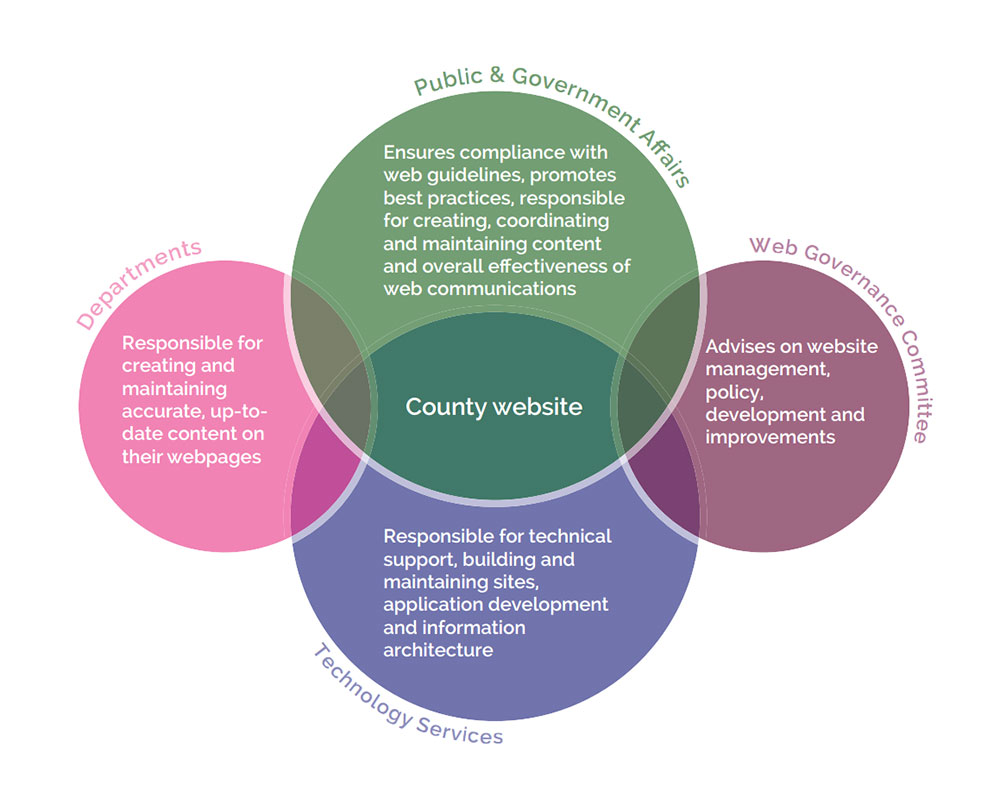 Public & Government Affairs
Ensures compliance with
web guidelines, promotes
best practices, responsible
for creating, coordinating
and maintaining content
and overall effectiveness of
web communications
Departments
Responsible for
creating and
maintaining
accurate, up-to-
date content on
their webpages
County website
Web Governance Committee
Advises on website
management,
policy,
development and
improvements
Responsible for technical
support, building and
maintaining sites,
application development
and information
architecture
Technology Services